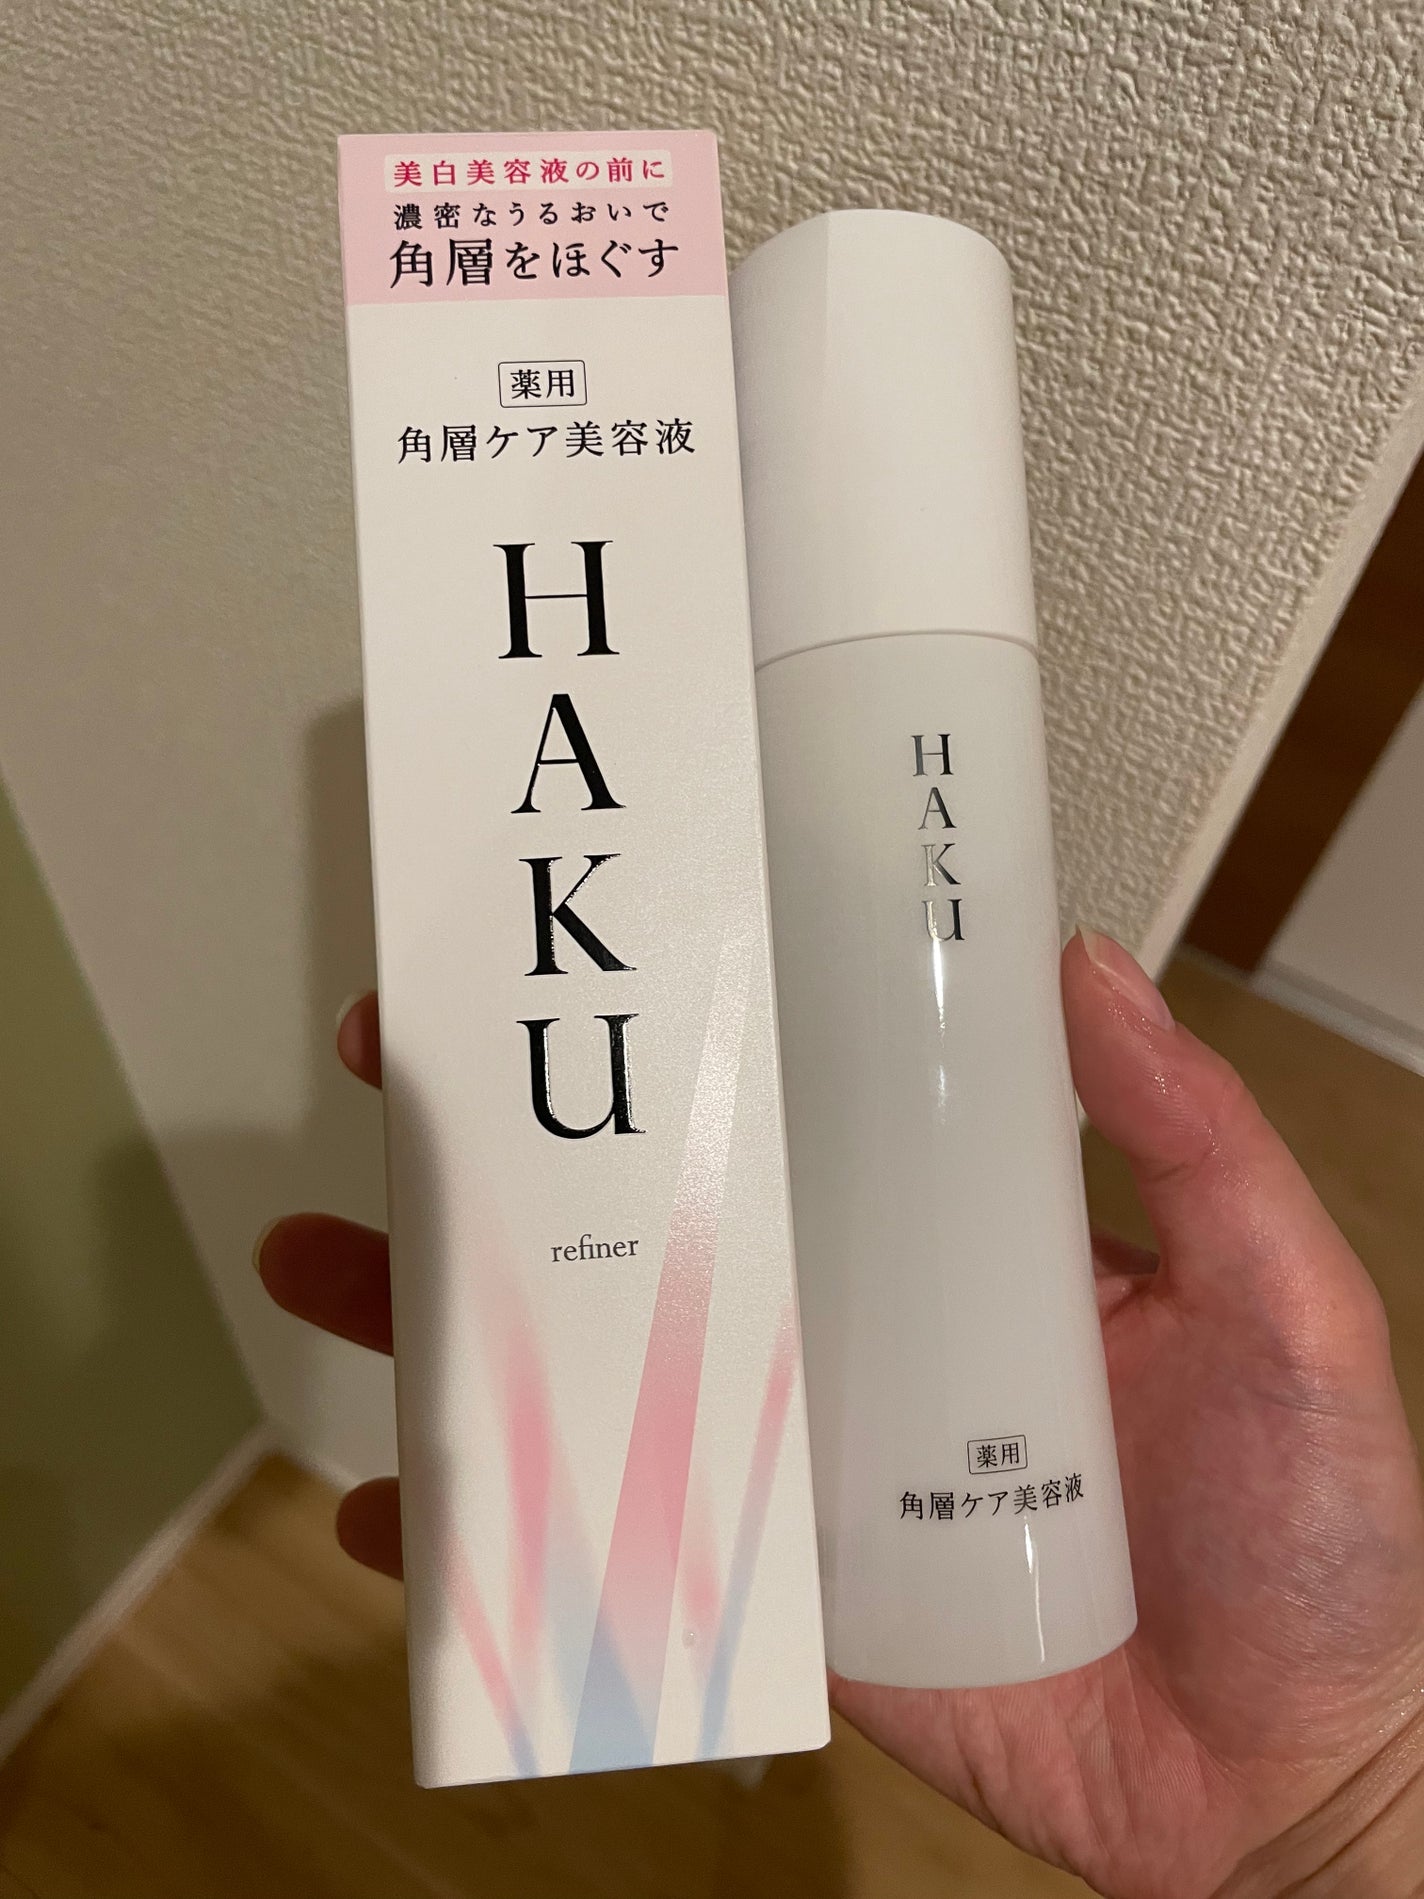 美白美容液の前に
濃密なうるおいで
角層をほぐす
薬用
角層ケア美容液
HAKU
refiner
HAKU
薬用
角層ケア美容液